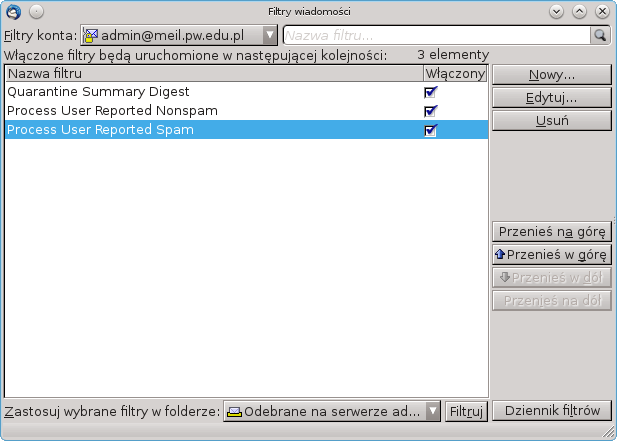 Filtry wiadomości
Filtry konta: admin@meil.pw.edu.pl Nazwa filtru...
Włączone filtry będą uruchomione w następującej kolejności: 3 elementy
Nazwa filtru Włączony
Quarantine Summary Digest
Process User Reported Nonspam
Process User Reported Spam
Nowy...
Edytuj...
Usuń
Przenieś na górę
Przenieś w górę
Przenieś w dół
Przenieś na dół
Zastosuj wybrane filtry w folderze: Odebrane na serwerze ad... Filtruj Dziennik filtrów